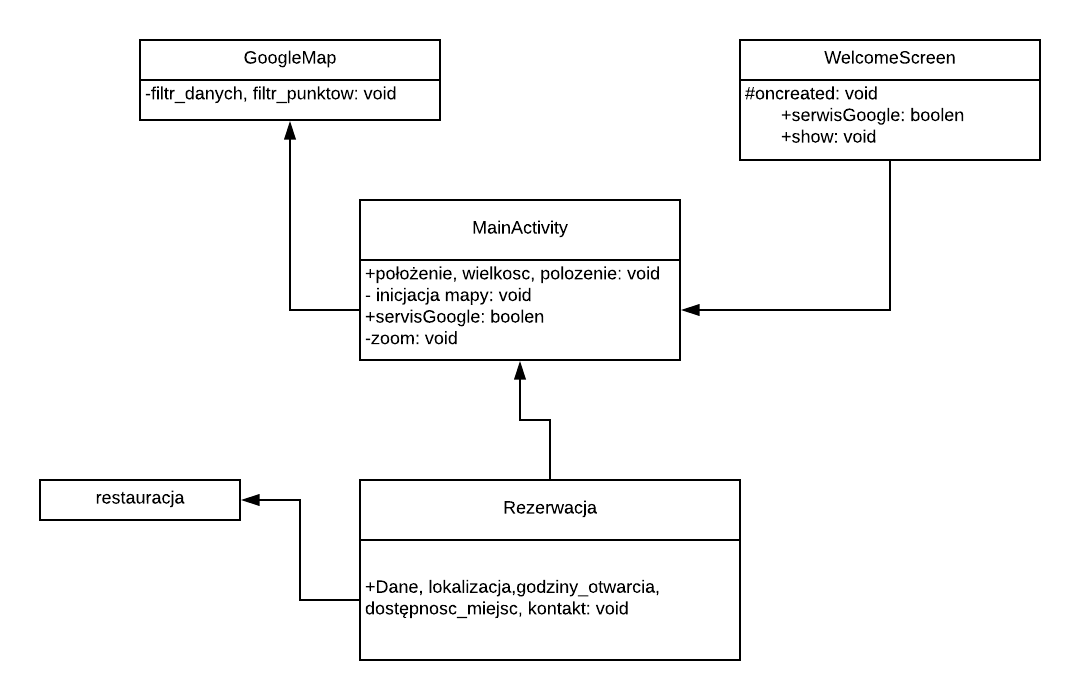 GoogleMap
-filtr_danych, filtr_punktow: void
WelcomeScreen
#oncreated: void
+serwisGoogle: boolen
+show: void
MainActivity
+położenie, wielkosc, polozenie: void
- inicjacja mapy: void
+servisGoogle: boolen
-zoom: void
restauracja
Rezerwacja
+Dane, lokalizacja,godziny_otwarcia,
dostępnosc_miejsc, kontakt: void